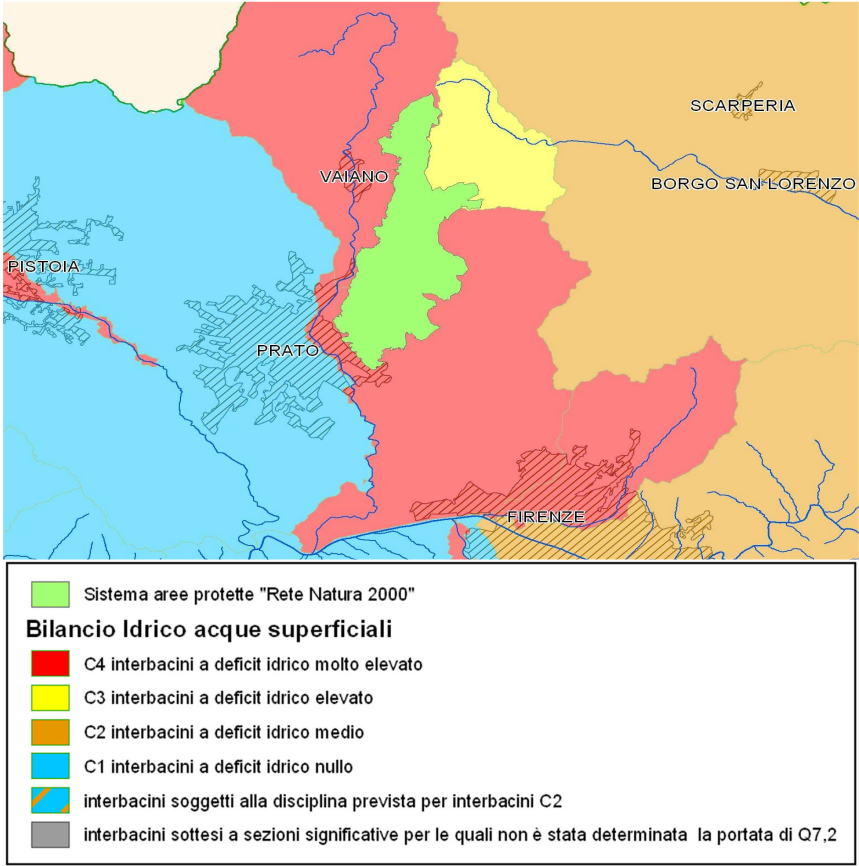 SCARPERIA
VAIANO
BORGO SAN LORENZO
PISTOIA
PRATO
FIRENZE
Sistema aree protette "Rete Natura 2000"
Bilancio Idrico acque superficiali
C4 interbacini a deficit idrico molto elevato
C3 interbacini a deficit idrico elevato
C2 interbacini a deficit idrico medio
C1 interbacini a deficit idrico nullo
interbacini soggetti alla disciplina prevista per interbacini C2
interbacini sottesi a sezioni significative per le quali non è stata determinata la portata di Q7,2